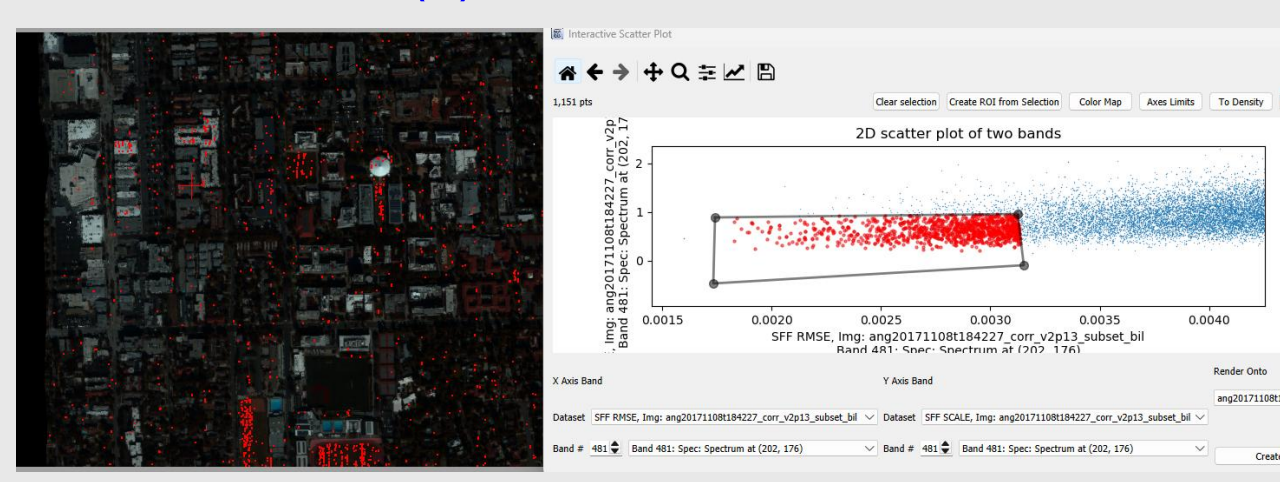 Interactive Scatter Plot
1,151 pts
Clear selection
Create ROI from Selection
Color Map
Axes Limits
To Density
2D scatter plot of two bands
, Img: ang20171108t184227_corr_v2p
Band 481: Spec: Spectrum at (202, 17
2
1
0
0.0015 0.0020 0.0025 0.0030 0.0035 0.0040
SFF RMSE, Img: ang20171108t184227_corr_v2p13_subset_bil
Band 481: Spec: Spectrum at (202, 176)
Render Onto
X Axis Band
Y Axis Band
ang20171108t1
Dataset SFF RMSE, Img: ang20171108t184227_corr_v2p13_subset_bil
Dataset SFF SCALE, Img: ang20171108t184227_corr_v2p13_subset_bil
Band # 481 Band 481: Spec: Spectrum at (202, 176)
Band # 481 Band 481: Spec: Spectrum at (202, 176)
Create